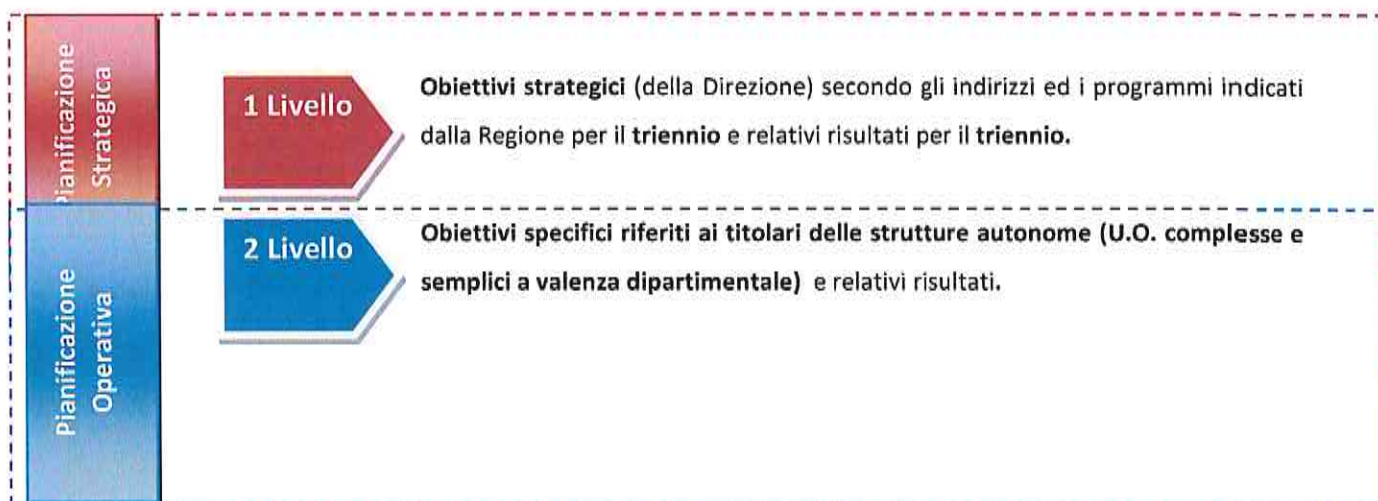 Pianificazione
Strategica
1 Livello
Obiettivi strategici (della Direzione) secondo gli indirizzi ed i programmi indicati
dalla Regione per il triennio e relativi risultati per il triennio.
Pianificazione
Operativa
2 Livello
Obiettivi specifici riferiti ai titolari delle strutture autonome (U.O. complesse e
semplici a valenza dipartimentale) e relativi risultati.